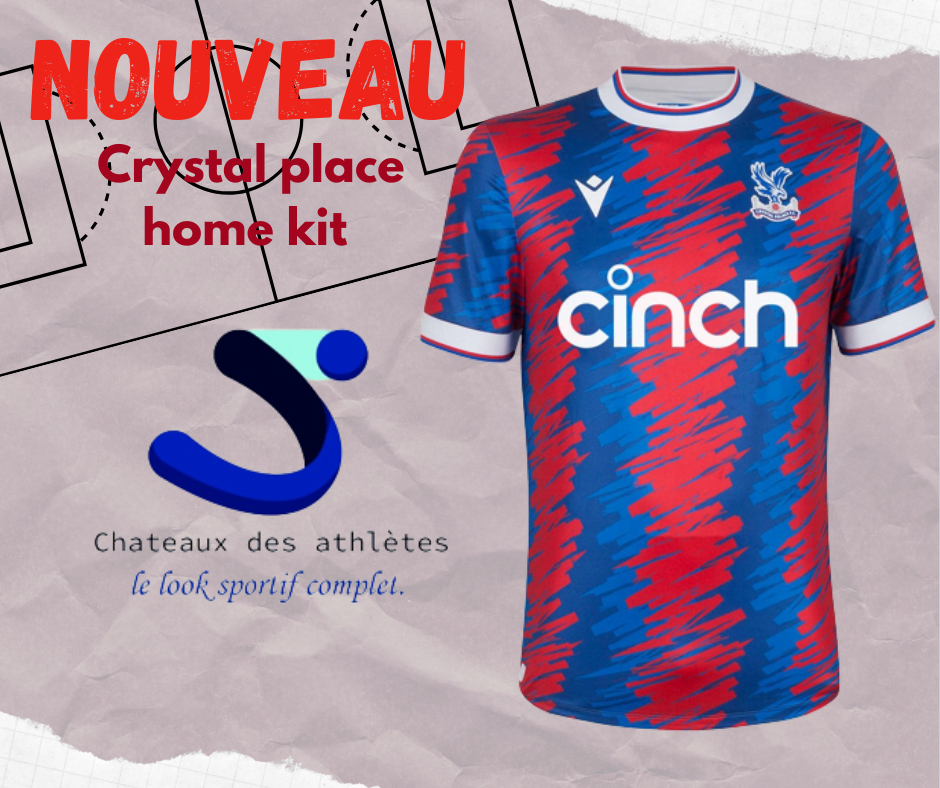 NOUVEAU
Crystal place
home kit
cinch
Chateaux des athlètes
le look sportif complet.